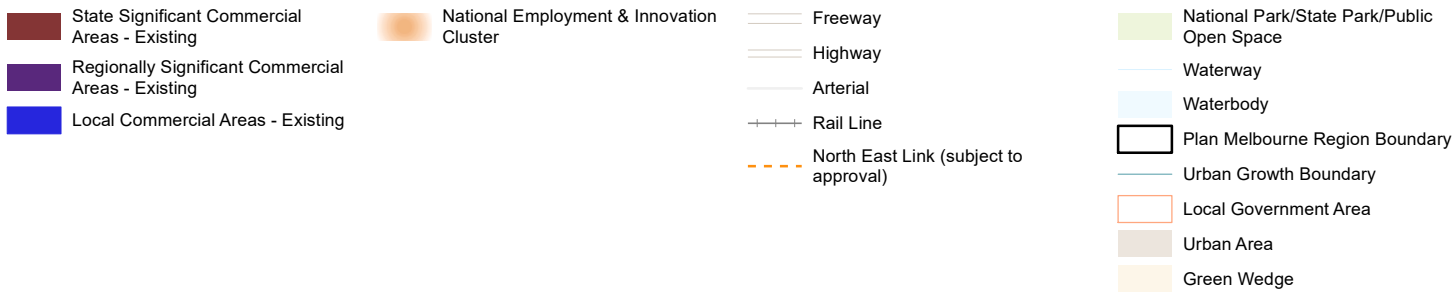 State Significant Commercial
Areas - Existing
Regionally Significant Commercial
Areas - Existing
Local Commercial Areas - Existing
National Employment & Innovation
Cluster
Freeway
Highway
Arterial
Rail Line
North East Link (subject to
approval)
National Park/State Park/Public
Open Space
Waterway
Waterbody
Plan Melbourne Region Boundary
Urban Growth Boundary
Local Government Area
Urban Area
Green Wedge